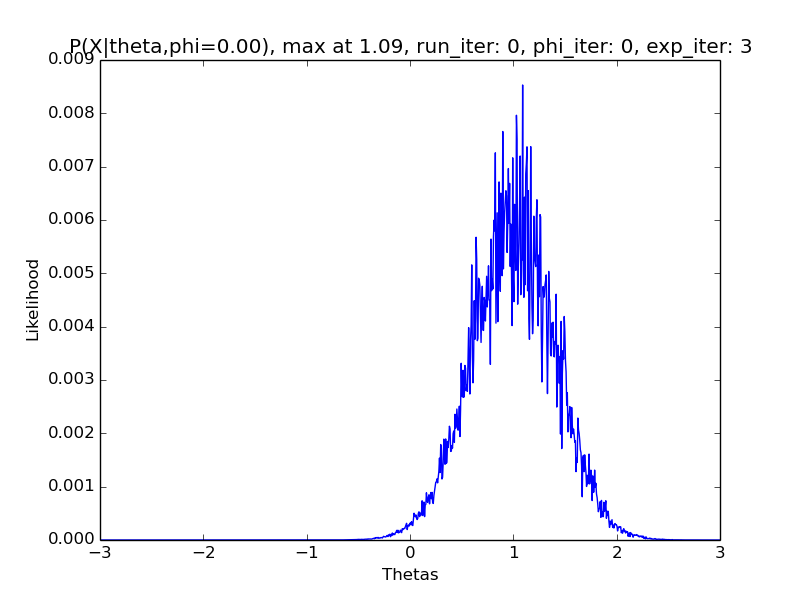 P(X|theta,phi=0.00), max at 1.09, run_iter: 0, phi_iter: 0, exp_iter: 3
0.009
0.008
0.007
0.006
0.005
0.004
0.003
0.002
0.001
0.000
Likelihood
−3 −2 −1 0 1 2 3
Thetas